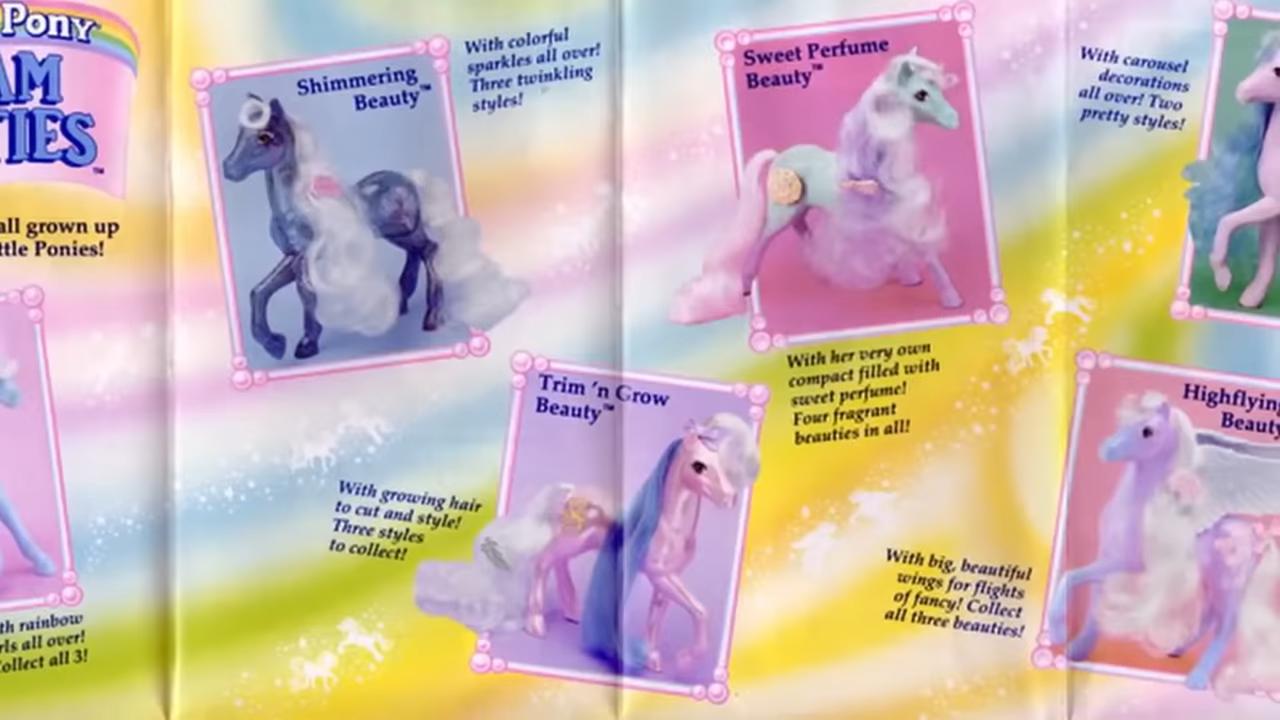 Pony
AM
TIES™
all grown up
ttle Ponies!
Shimmering
Beauty™
With colorful
sparkles all over!
Three twinkling
styles!
Sweet Perfume
Beauty™
With her very own
compact filled with
sweet perfume!
Four fragrant
beauties in all!
With carousel
decorations
all over! Two
pretty styles!
Trim 'n Grow
Beauty™
With growing hair
to cut and style!
Three styles
to collect!
Highflying
Beauty
With big, beautiful
wings for flights
of fancy! Collect
all three beauties!
th rainbow
rls all over!
ollect all 3!